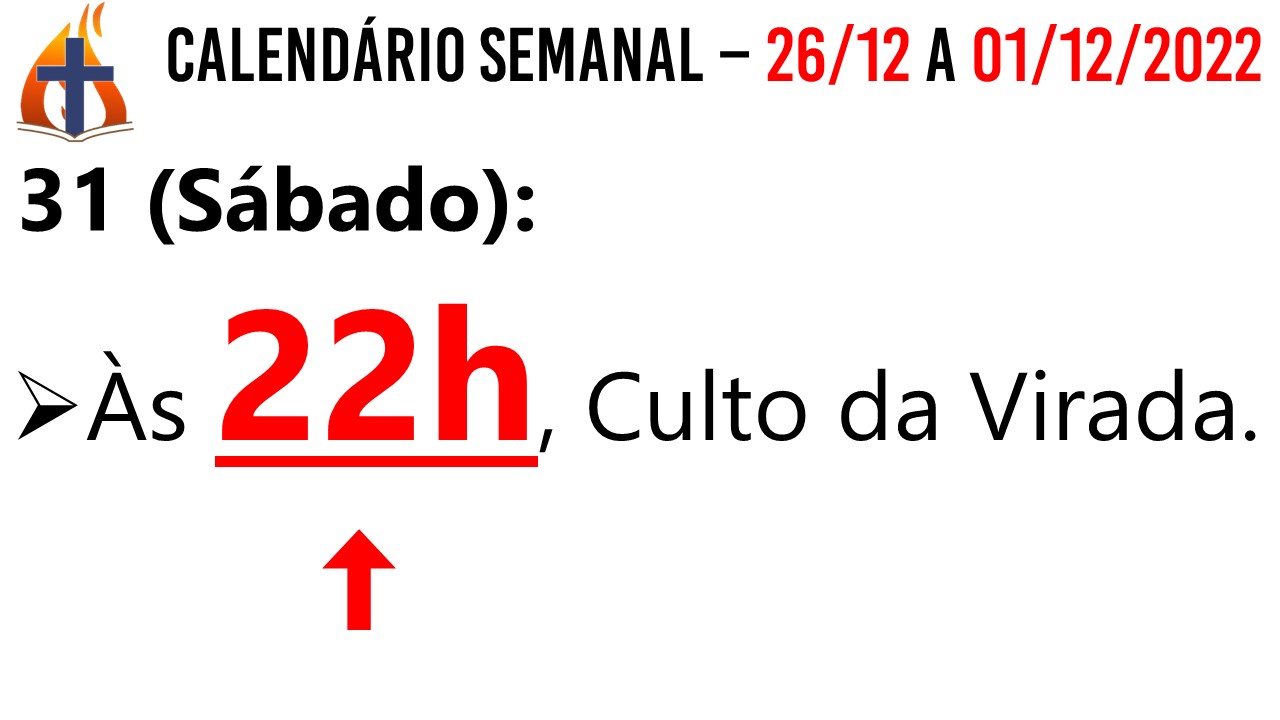 CALENDÁRIO SEMANAL – 26/12 A 01/12/2022
31 (Sábado):
➢Às 22h, Culto da Virada.